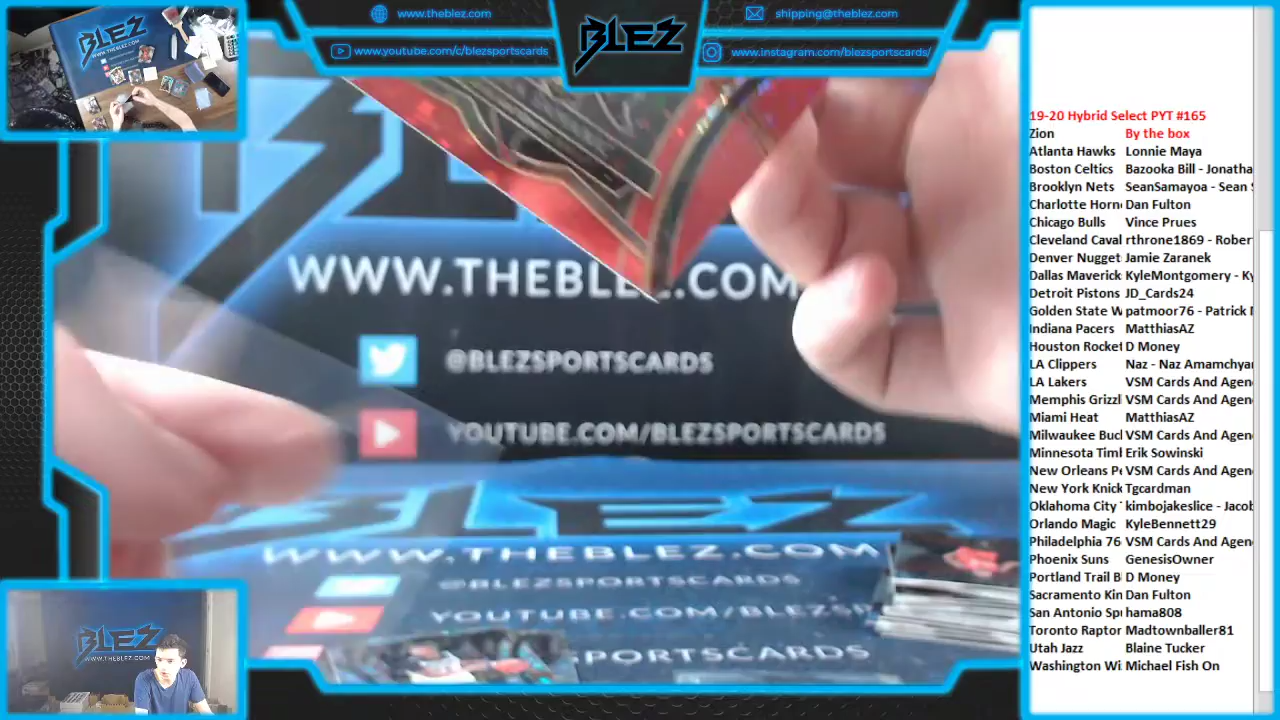 www.theblez.com
BLEZ
shipping@theblez.com
www.youtube.com/c/blezsportscards
www.instagram.com/blezsportscards/
BLEZ
WWW.THEBLEZ.COM
WWW.THEBLEZ.COM
@BLEZSPORTSCARDS
YOUTUBE.COM/BLEZSPORTSCARDS
BLEZ
WWW.THEBLEZ.COM
@BLEZSPORTSCARDS
YOUTUBE.COM/BLEZSP
SPORTSCARDS
BLEZ
WWW.THEBLEZ.COM
19-20 Hybrid Select PYT #165
Zion By the box
Atlanta Hawks Lonnie Maya
Boston Celtics Bazooka Bill - Jonatha
Brooklyn Nets SeanSamayoa - Sean S
Charlotte Horn Dan Fulton
Chicago Bulls Vince Prues
Cleveland Caval rthrone1869 - Rober
Denver Nugget Jamie Zaranek
Dallas Maverick KyleMontgomery - Ky
Detroit Pistons JD_Cards24
Golden State W patmoor76 - Patrick
Indiana Pacers MatthiasAZ
Houston Rocket D Money
LA Clippers Naz - Naz Amamchyar
LA Lakers VSM Cards And Agen
Memphis Grizzl VSM Cards And Agen
Miami Heat MatthiasAZ
Milwaukee Buc VSM Cards And Agen
Minnesota Tim Erik Sowinski
New Orleans Pe VSM Cards And Agen
New York Knick Tgcardman
Oklahoma City kimbojakeslice - Jacob
Orlando Magic KyleBennett29
Philadelphia 76 VSM Cards And Agen
Phoenix Suns GenesisOwner
Portland Trail B D Money
Sacramento Kin Dan Fulton
San Antonio Spu hama808
Toronto Raptor Madtownballer81
Utah Jazz Blaine Tucker
Washington Wi Michael Fish On